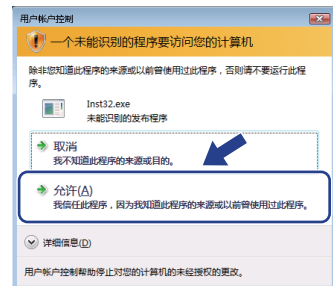 用户帐户控制
一个未能识别的程序要访问您的计算机
除非您知道此程序的来源或以前曾使用过此程序，否则请不要运行此程
序。
Inst32.exe
未能识别的发布程序
取消
我不知道此程序的来源或目的。
允许(A)
我信任此程序，因为我知道此程序的来源或以前曾使用过此程序。
详细信息(D)
用户帐户控制帮助停止对您的计算机的未经授权的更改。